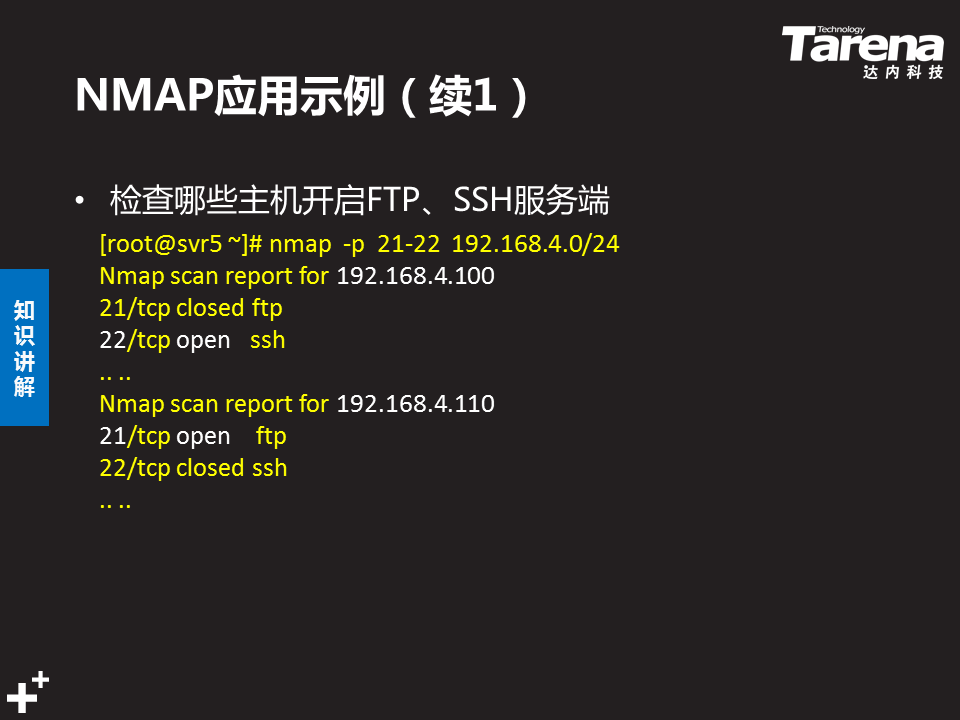 Technology
Tarena
达内科技
NMAP应用示例（续1）
• 检查哪些主机开启FTP、SSH服务端
[root@svr5 ~]# nmap -p 21-22 192.168.4.0/24
Nmap scan report for 192.168.4.100
21/tcp closed ftp
22/tcp open ssh
.. ..
Nmap scan report for 192.168.4.110
21/tcp open ftp
22/tcp closed ssh
.. ..
知识讲解